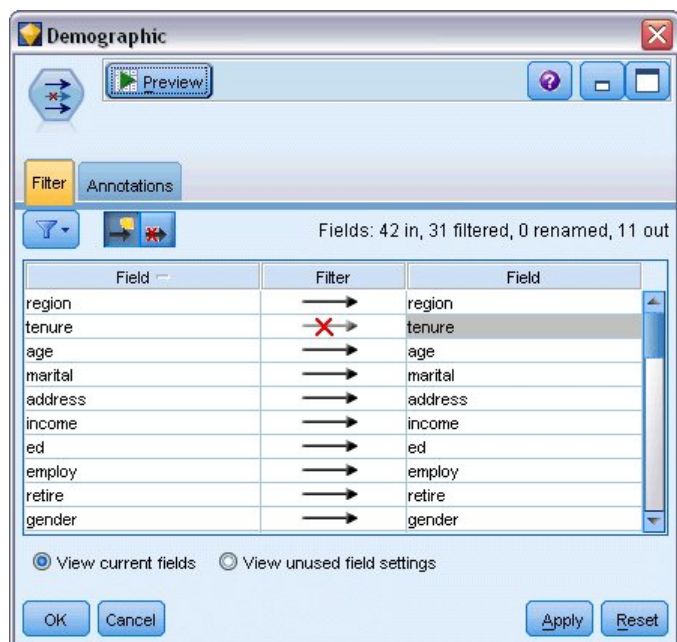 Demographic
Preview
Filter Annotations
Fields: 42 in, 31 filtered, 0 renamed, 11 out
Field Filter Field
region region
tenure tenure
age age
marital marital
address address
income income
ed ed
employ employ
retire retire
gender gender
View current fields View unused field settings
OK Cancel Apply Reset